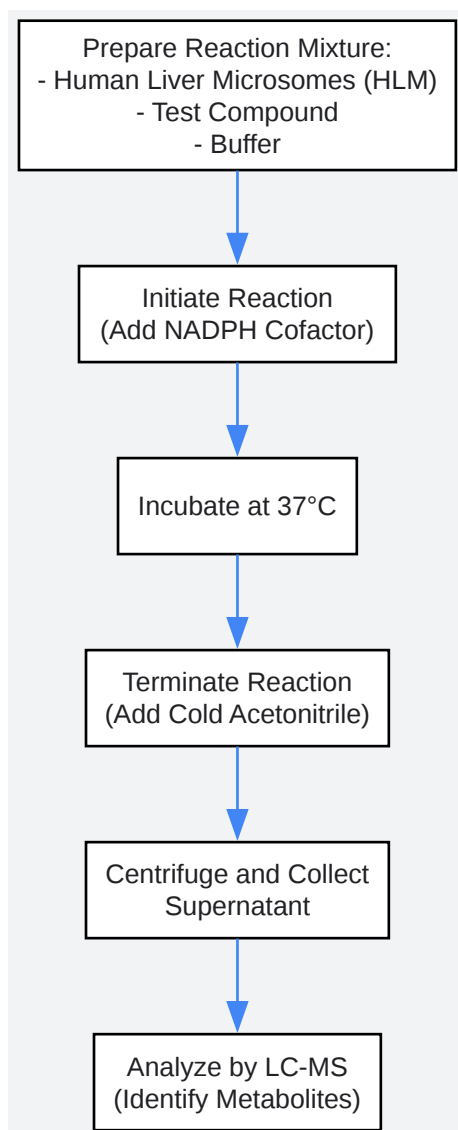 Prepare Reaction Mixture:
- Human Liver Microsomes (HLM)
- Test Compound
- Buffer
Initiate Reaction
(Add NADPH Cofactor)
Incubate at 37°C
Terminate Reaction
(Add Cold Acetonitrile)
Centrifuge and Collect
Supernatant
Analyze by LC-MS
(Identify Metabolites)